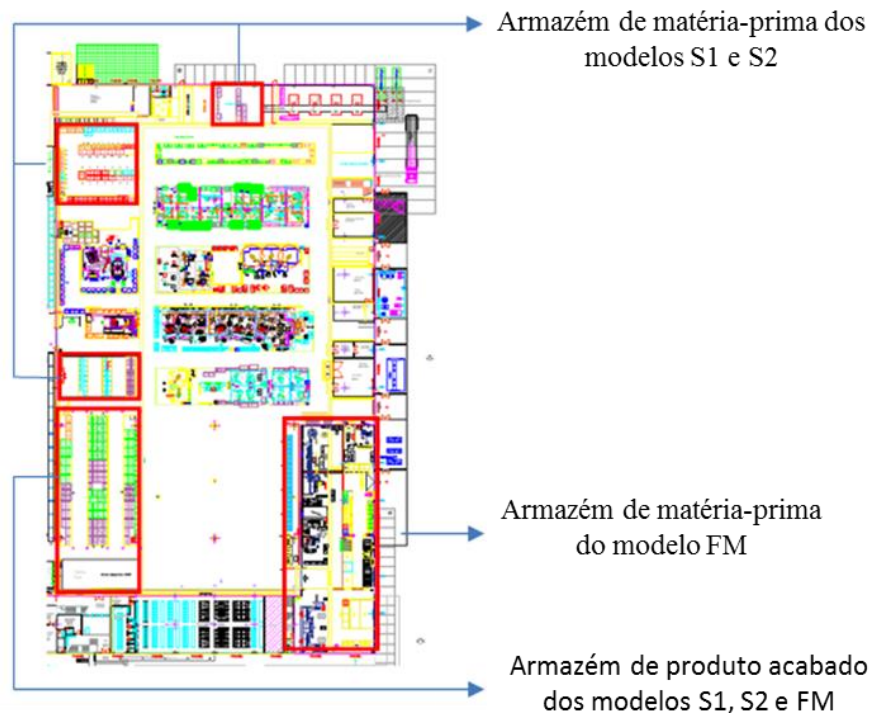 Armazém de matéria-prima dos
modelos S1 e S2
Armazém de matéria-prima
do modelo FM
Armazém de produto acabado
dos modelos S1, S2 e FM